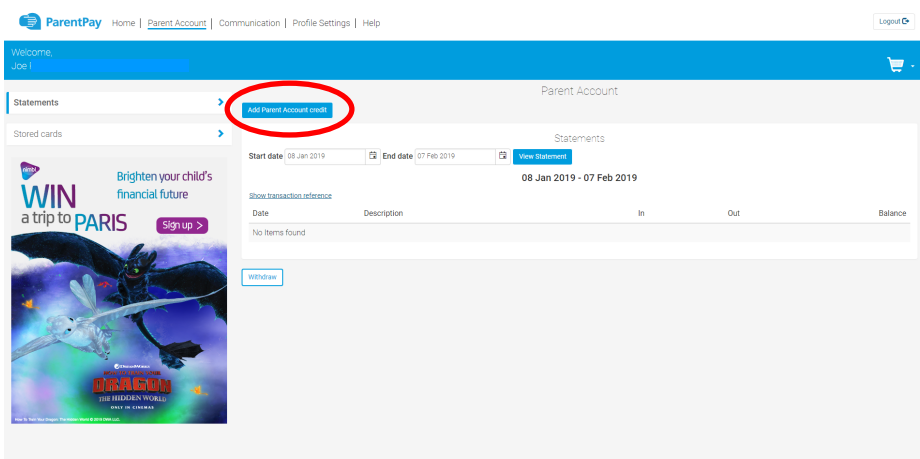 ParentPay Home | Parent Account | Communication | Profile Settings | Help
Logout
Welcome,
Joe
Statements
Stored cards
nimbl
Brighten your child's
financial future
WIN
a trip to PARIS
Sign up >
DRAGON
THE HIDDEN WORLD
ONLY IN CINEMAS
Parent Account
Add Parent Account credit
Statements
Start date 08 Jan 2019 End date 07 Feb 2019 View Statement
08 Jan 2019 - 07 Feb 2019
Show transaction reference
Date Description In Out Balance
No Items found
Withdraw